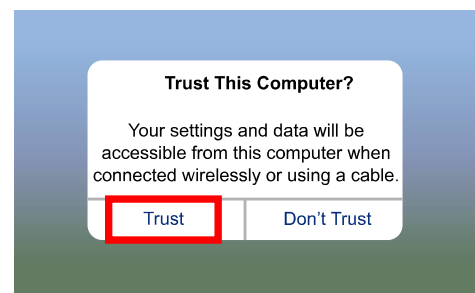 Trust This Computer?
Your settings and data will be
accessible from this computer when
connected wirelessly or using a cable.
Trust
Don’t Trust